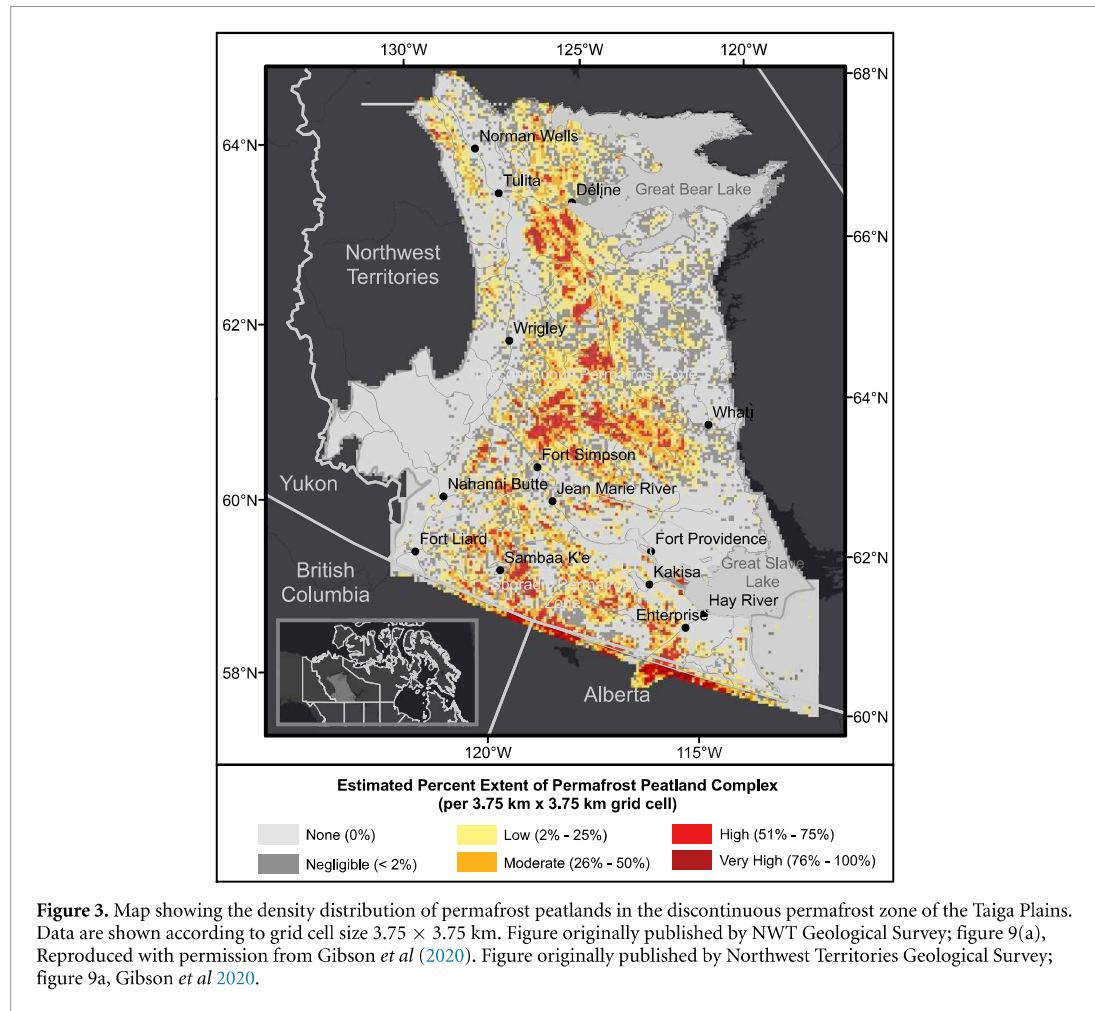 130°W 125°W 120°W
68°N
64°N
Norman Wells
Tulita
Délįne
Great Bear Lake
66°N
Northwest
Territories
62°N
Wrigley
Discontinuous Permafrost Zone
64°N
Whatì
Fort Simpson
60°N
Nahanni Butte
Jean Marie River
Yukon
Fort Liard
Fort Providence
62°N
Sambaa K'e
Kakisa
Great Slave
Lake
British
Columbia
Sporadic Permafrost
Zone
Hay River
Enterprise
58°N
Alberta
60°N
120°W 115°W
Estimated Percent Extent of Permafrost Peatland Complex
(per 3.75 km x 3.75 km grid cell)
None (0%) Low (2% - 25%) High (51% - 75%)
Negligible (< 2%) Moderate (26% - 50%) Very High (76% - 100%)
Figure 3. Map showing the density distribution of permafrost peatlands in the discontinuous permafrost zone of the Taiga Plains.
Data are shown according to grid cell size 3.75 × 3.75 km. Figure originally published by NWT Geological Survey; figure 9(a),
Reproduced with permission from Gibson et al (2020). Figure originally published by Northwest Territories Geological Survey;
figure 9a, Gibson et al 2020.